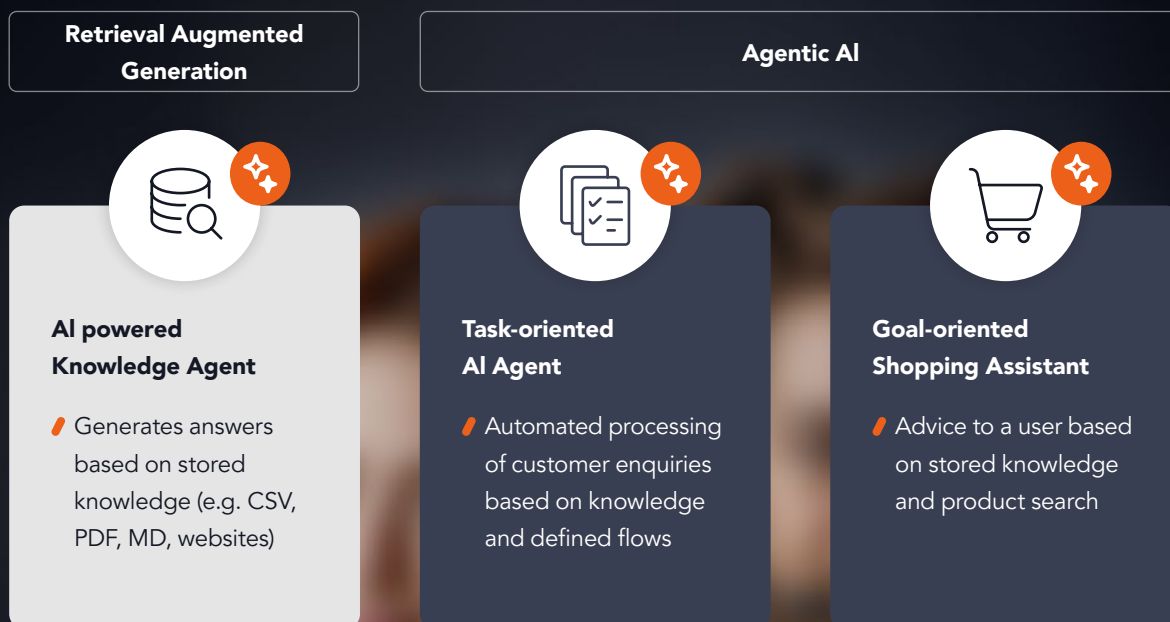 Retrieval Augmented
Generation
Agentic AI
AI powered
Knowledge Agent
Generates answers
based on stored
knowledge (e.g. CSV,
PDF, MD, websites)
Task-oriented
AI Agent
Automated processing
of customer enquiries
based on knowledge
and defined flows
Goal-oriented
Shopping Assistant
Advice to a user based
on stored knowledge
and product search